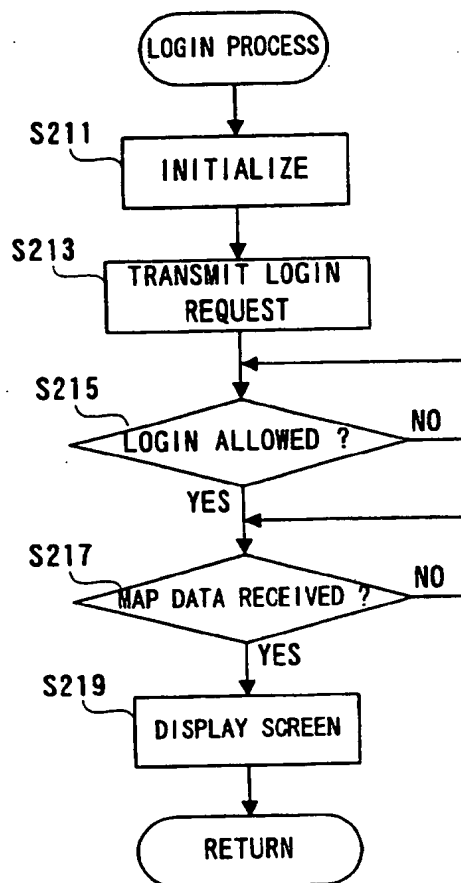 LOGIN PROCESS
S211
INITIALIZE
S213
TRANSMIT LOGIN
REQUEST
S215
LOGIN ALLOWED ?
NO
YES
S217
MAP DATA RECEIVED ?
NO
YES
S219
DISPLAY SCREEN
RETURN